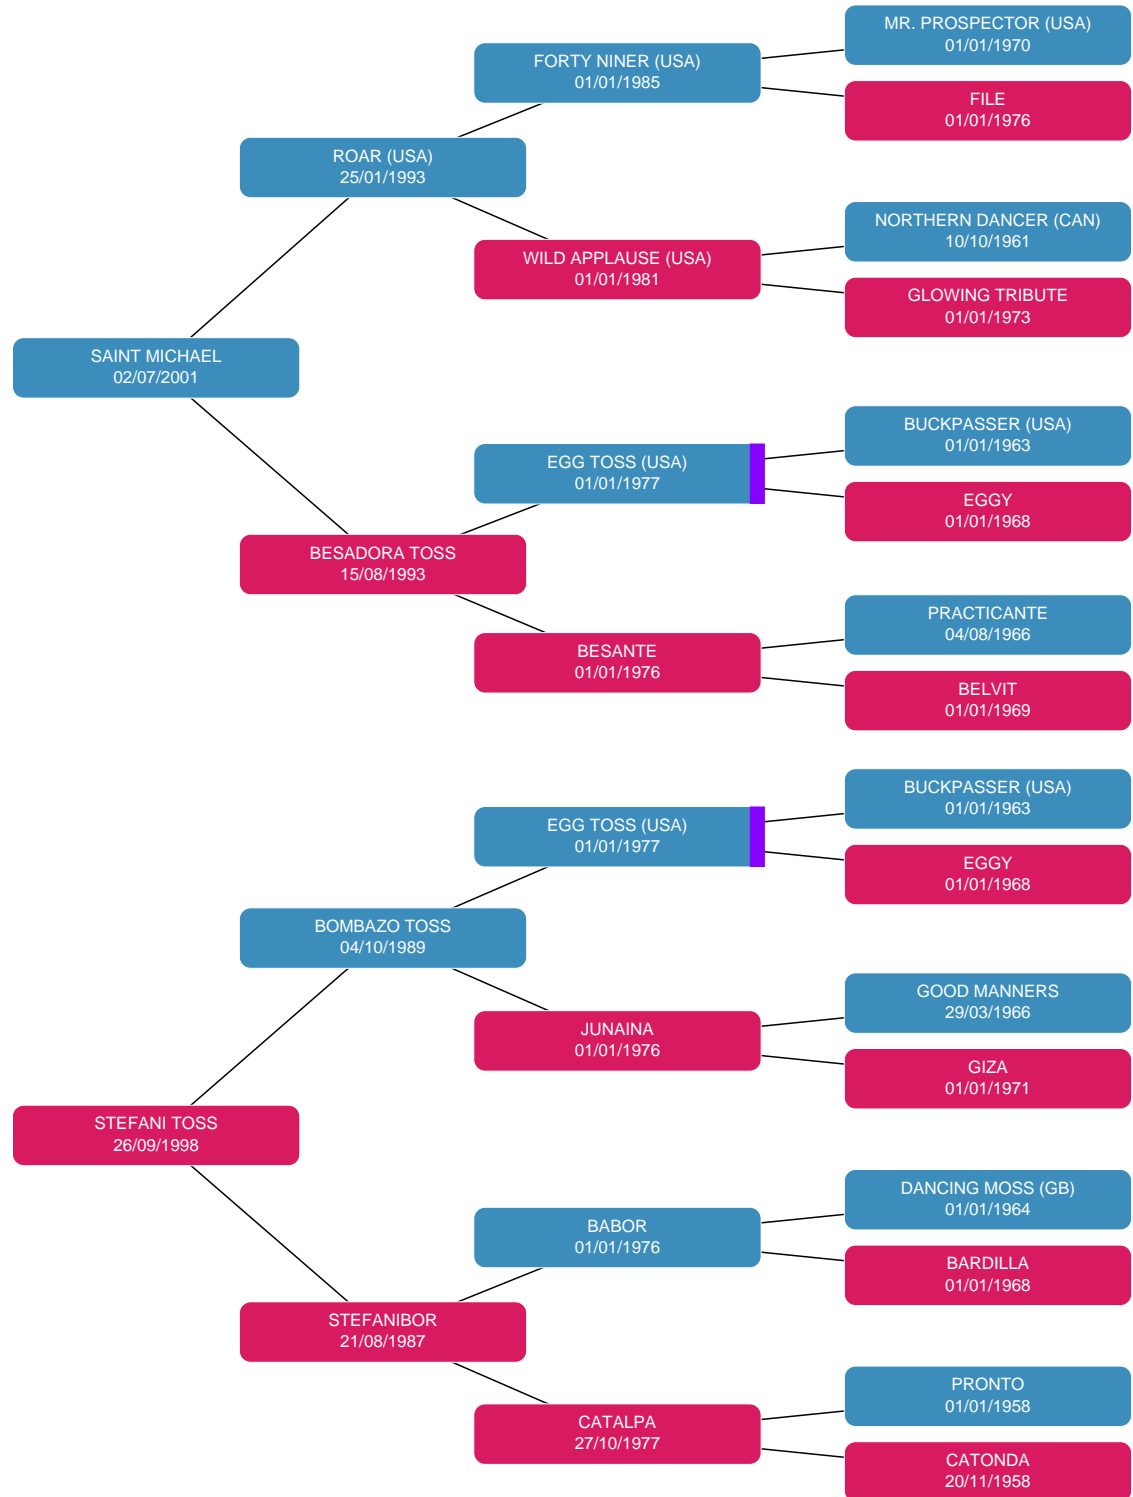 MR. PROSPECTOR (USA)
01/01/1970
FORTY NINER (USA)
01/01/1985
FILE
01/01/1976
ROAR (USA)
25/01/1993
NORTHERN DANCER (CAN)
10/10/1961
WILD APPLAUSE (USA)
01/01/1981
GLOWING TRIBUTE
01/01/1973
SAINT MICHAEL
02/07/2001
BUCKPASSER (USA)
01/01/1963
EGG TOSS (USA)
01/01/1977
EGGY
01/01/1968
BESADORA TOSS
15/08/1993
PRACTICANTE
04/08/1966
BESANTE
01/01/1976
BELVIT
01/01/1969
BUCKPASSER (USA)
01/01/1963
EGG TOSS (USA)
01/01/1977
EGGY
01/01/1968
BOMBAZO TOSS
04/10/1989
GOOD MANNERS
29/03/1966
JUNAINA
01/01/1976
GIZA
01/01/1971
STEFANI TOSS
26/09/1998
DANCING MOSS (GB)
01/01/1964
BABOR
01/01/1976
BARDILLA
01/01/1968
STEFANIBOR
21/08/1987
PRONTO
01/01/1958
CATALPA
27/10/1977
CATONDA
20/11/1958